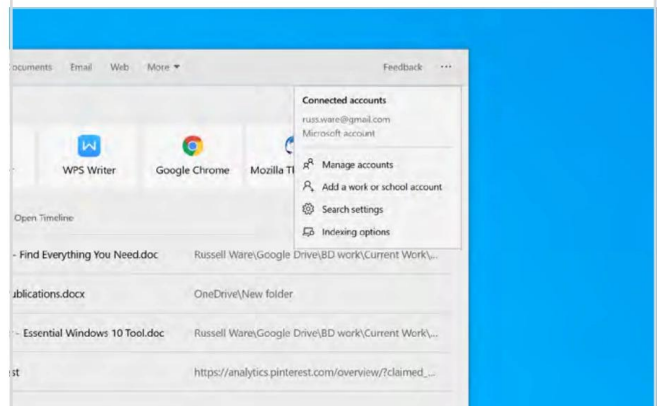 ocuments Email Web More Feedback ...
Connected accounts
russ.ware@gmail.com
Microsoft account
Manage accounts
Add a work or school account
Search settings
Indexing options
WPS Writer Google Chrome Mozilla Th
Open Timeline
- Find Everything You Need.doc Russell Ware\Google Drive\BD work\Current Work\...
ublications.docx OneDrive\New folder
- Essential Windows 10 Tool.doc Russell Ware\Google Drive\BD work\Current Work\...
st https://analytics.pinterest.com/overview/?claimed_...